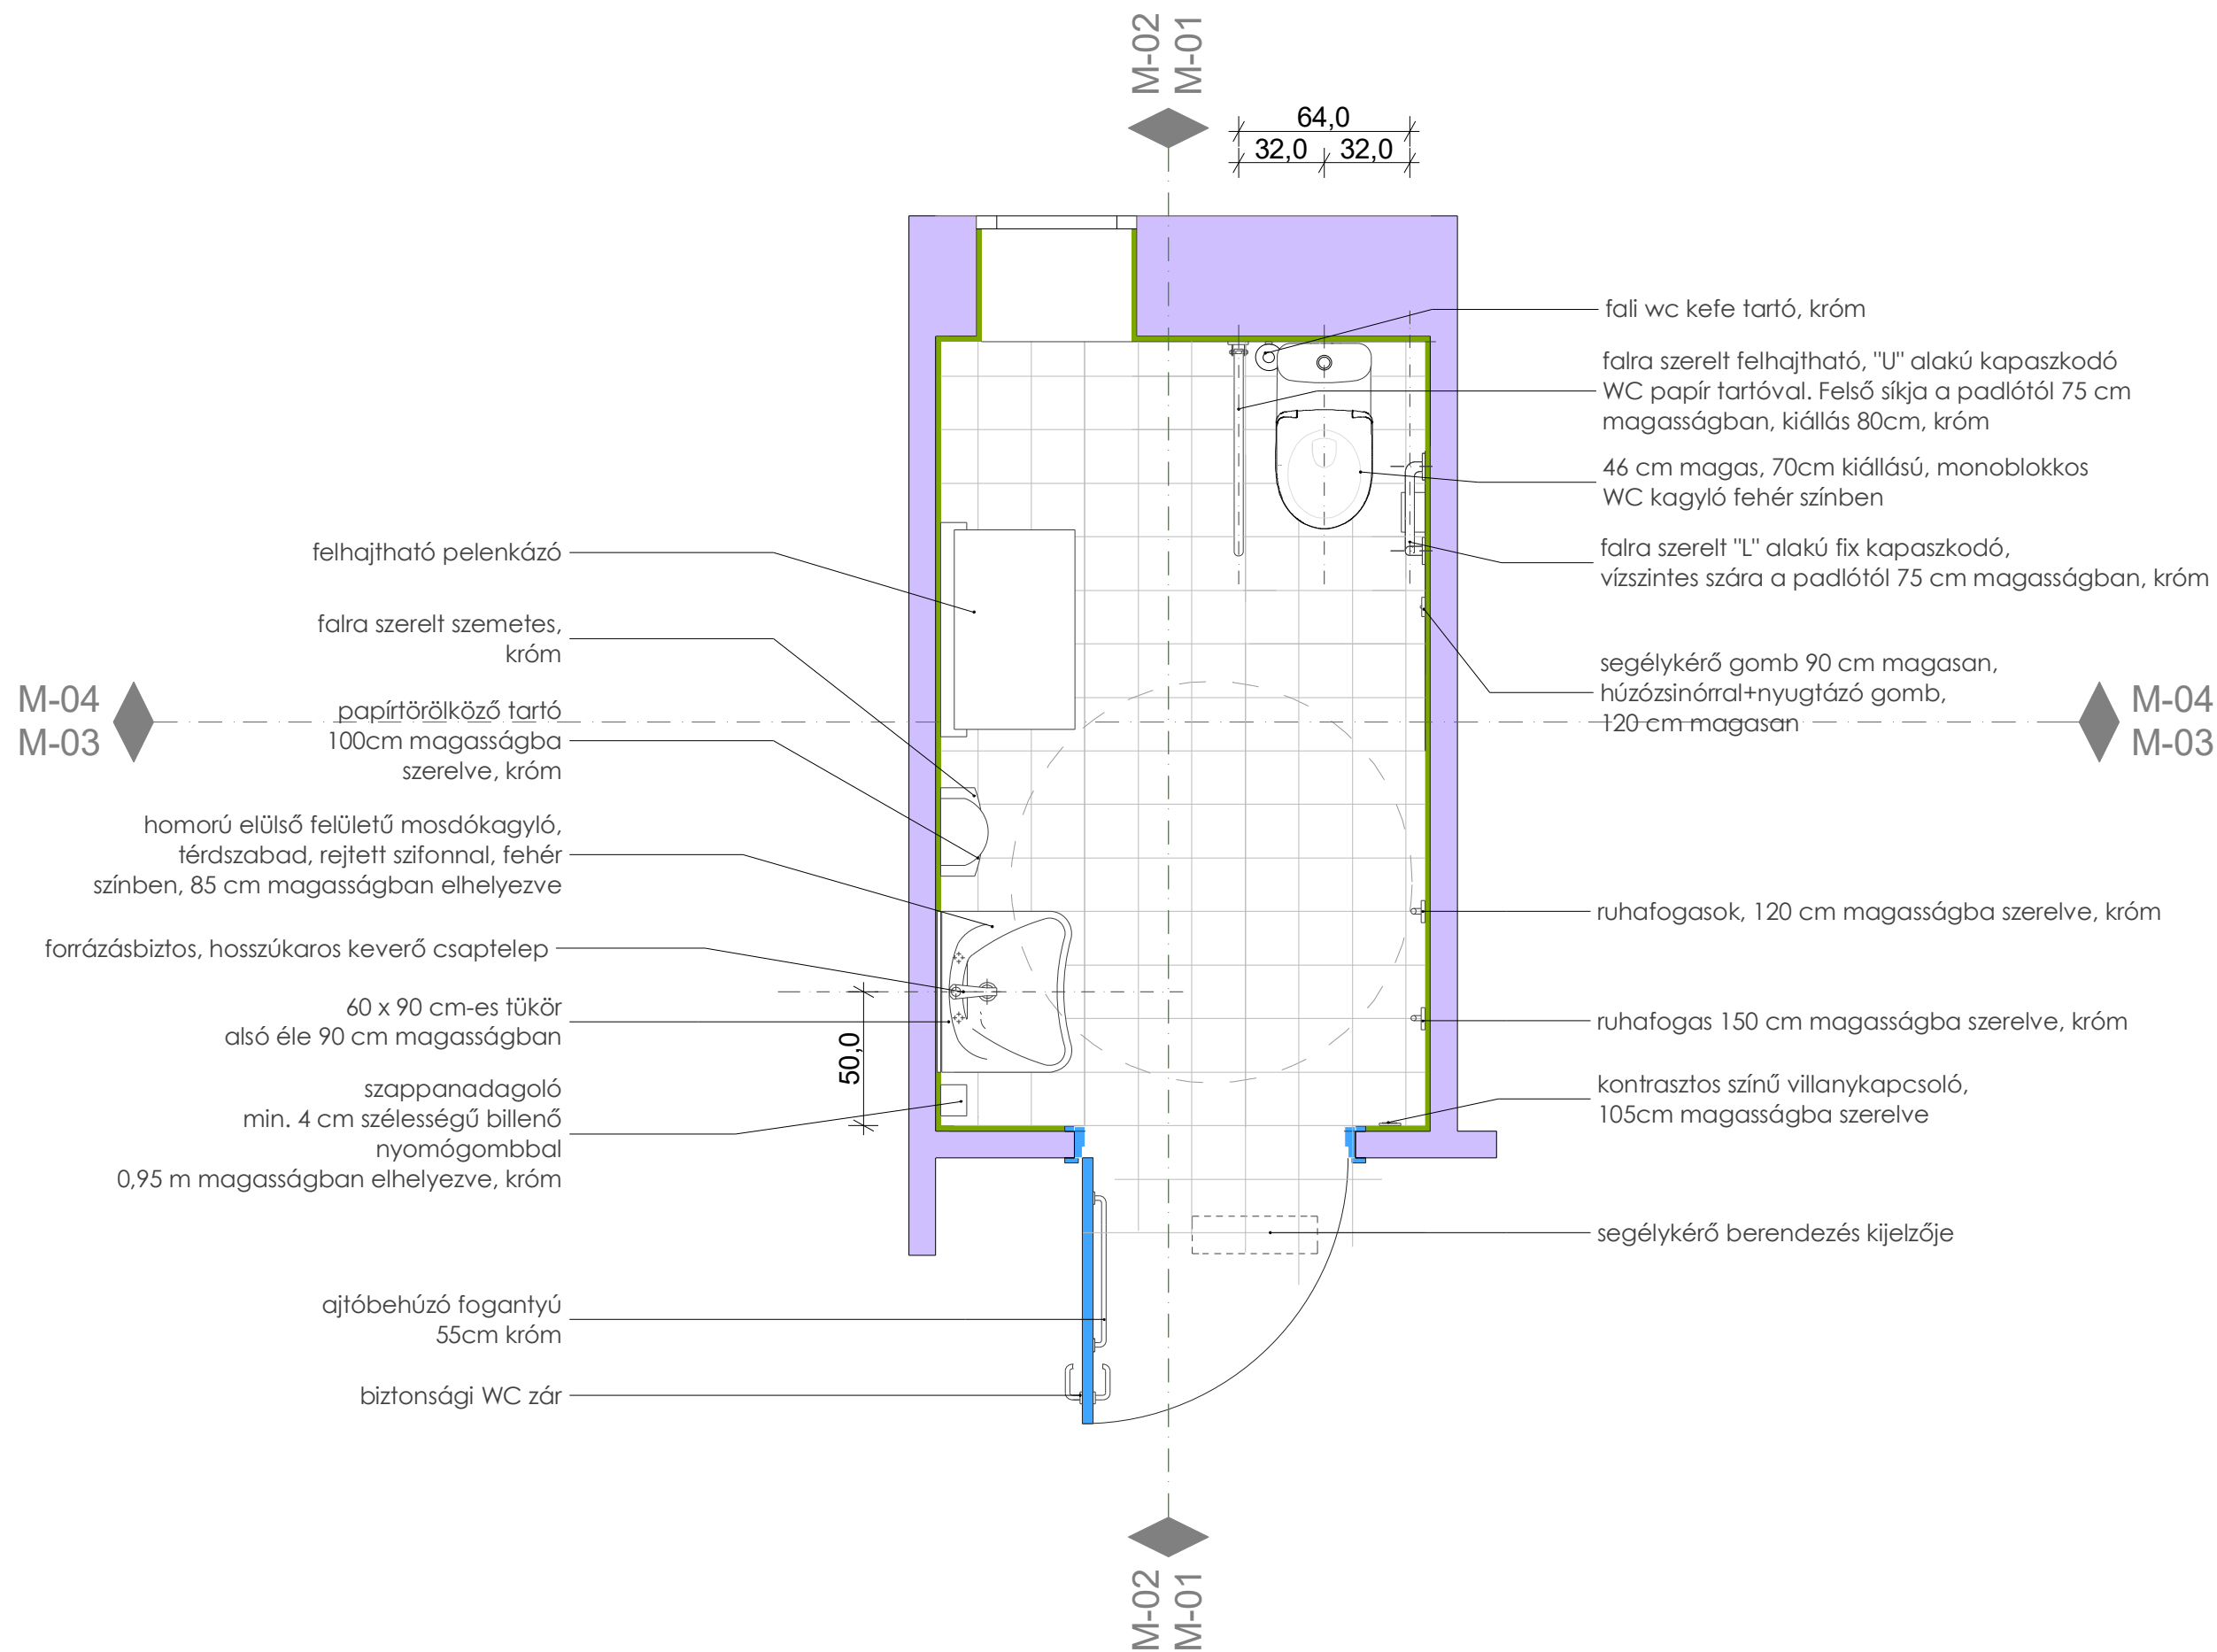 M-02
M-01
64,0
32,0
32,0
fali wc kefe tartó, króm
falra szerelt felhajtható, "U" alakú kapaszkodó
WC papír tartóval. Felső síkja a padlótól 75 cm
magasságban, kiállás 80cm, króm
46 cm magas, 70cm kiállású, monoblokkos
WC kagyló fehér színben
falra szerelt "L" alakú fix kapaszkodó,
vízszintes szára a padlótól 75 cm magasságban, króm
segélykérő gomb 90 cm magasan,
húzózsinórral+nyugtázó gomb,
120 cm magasan
M-04
M-03
ruhafogasok, 120 cm magasságba szerelve, króm
ruhafogas 150 cm magasságba szerelve, króm
kontrasztos színű villanykapcsoló,
105cm magasságba szerelve
segélykérő berendezés kijelzője
felhajtható pelenkázó
falra szerelt szemetes,
króm
M-04
M-03
papírtörölköző tartó
100cm magasságba
szerelve, króm
homorú elülső felületű mosdókagyló,
térdszabad, rejtett szifonnal, fehér
színben, 85 cm magasságban elhelyezve
forrázásbiztos, hosszúkaros keverő csaptelep
60 x 90 cm-es tükör
alsó éle 90 cm magasságban
50,0
szappanadagoló
min. 4 cm szélességű billenő
nyomógombbal
0,95 m magasságban elhelyezve, króm
ajtóbehúzó fogantyú
55cm króm
biztonsági WC zár
M-02
M-01